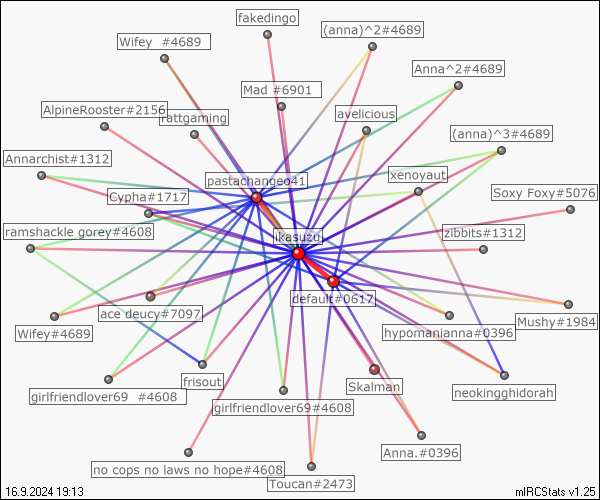 fakedingo
(anna)^2#4689
Wifey  #4689
Anna^2#4689
Mad #6901
AlpineRooster#2156
rattgaming
avelicious
(anna)^3#4689
Annarchist#1312
pastachangeo41
xenoyaut
Cypha#1717
Soxy Foxy#5076
ramshackle gorey#4608
ikasuzu
zibbits#1312
ace deucy#7097
default#0617
Wifey#4689
hypomanianna#0396
Mushy#1984
girlfriendlover69  #4608
frisout
Skalman
neokingghidorah
girlfriendlover69#4608
Anna.#0396
no cops no laws no hope#4608
Toucan#2473
16.9.2024 19:13
mIRCStats v1.25